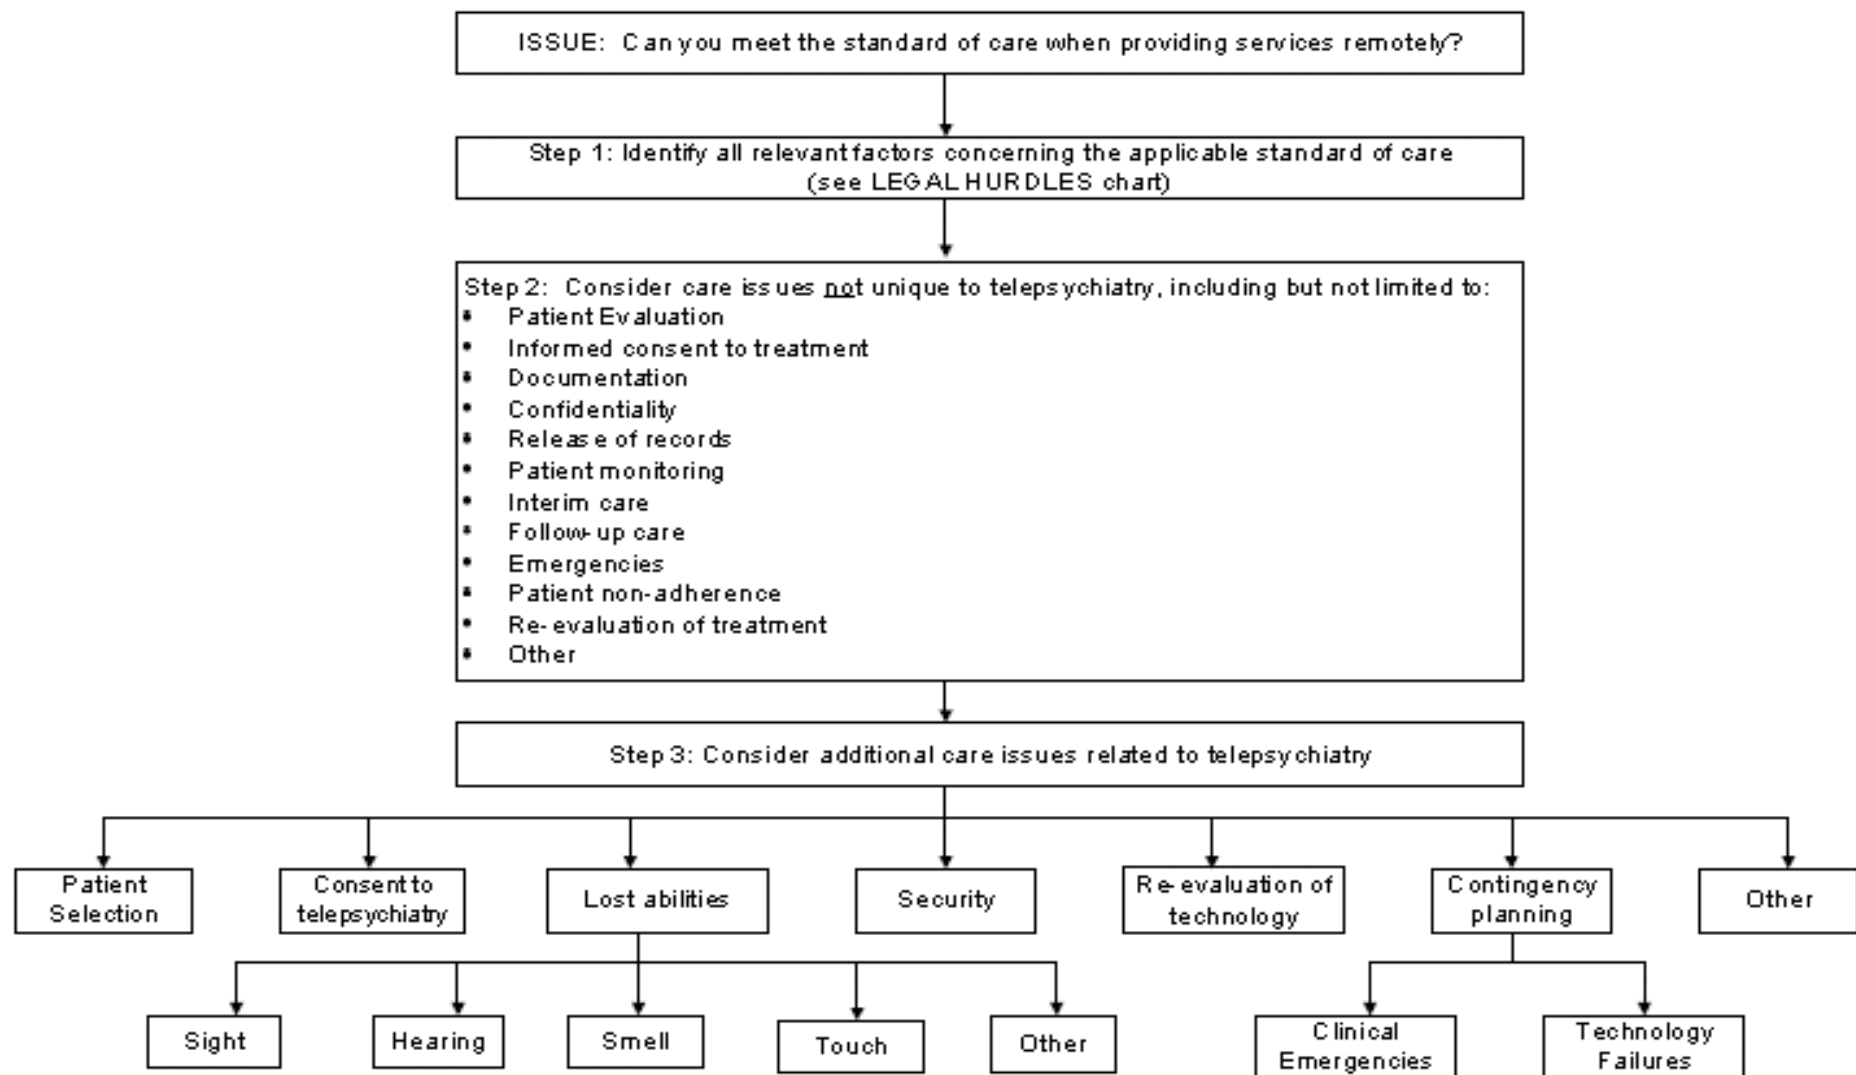 ISSUE: Can you meet the standard of care when providing services remotely?
Step 1: Identify all relevant factors concerning the applicable standard of care
(see LEGAL HURDLES chart)
Step 2: Consider care issues not unique to telepsychiatry, including but not limited to:
• Patient Evaluation
• Informed consent to treatment
• Documentation
• Confidentiality
• Release of records
• Patient monitoring
• Interim care
• Follow-up care
• Emergencies
• Patient non-adherence
• Re-evaluation of treatment
• Other
Step 3: Consider additional care issues related to telepsychiatry
Patient
Selection
Consent to
telepsychiatry
Lost abilities
Security
Re-evaluation of
technology
Contingency
planning
Other
Sight
Hearing
Smell
Touch
Other
Clinical
Emergencies
Technology
Failures